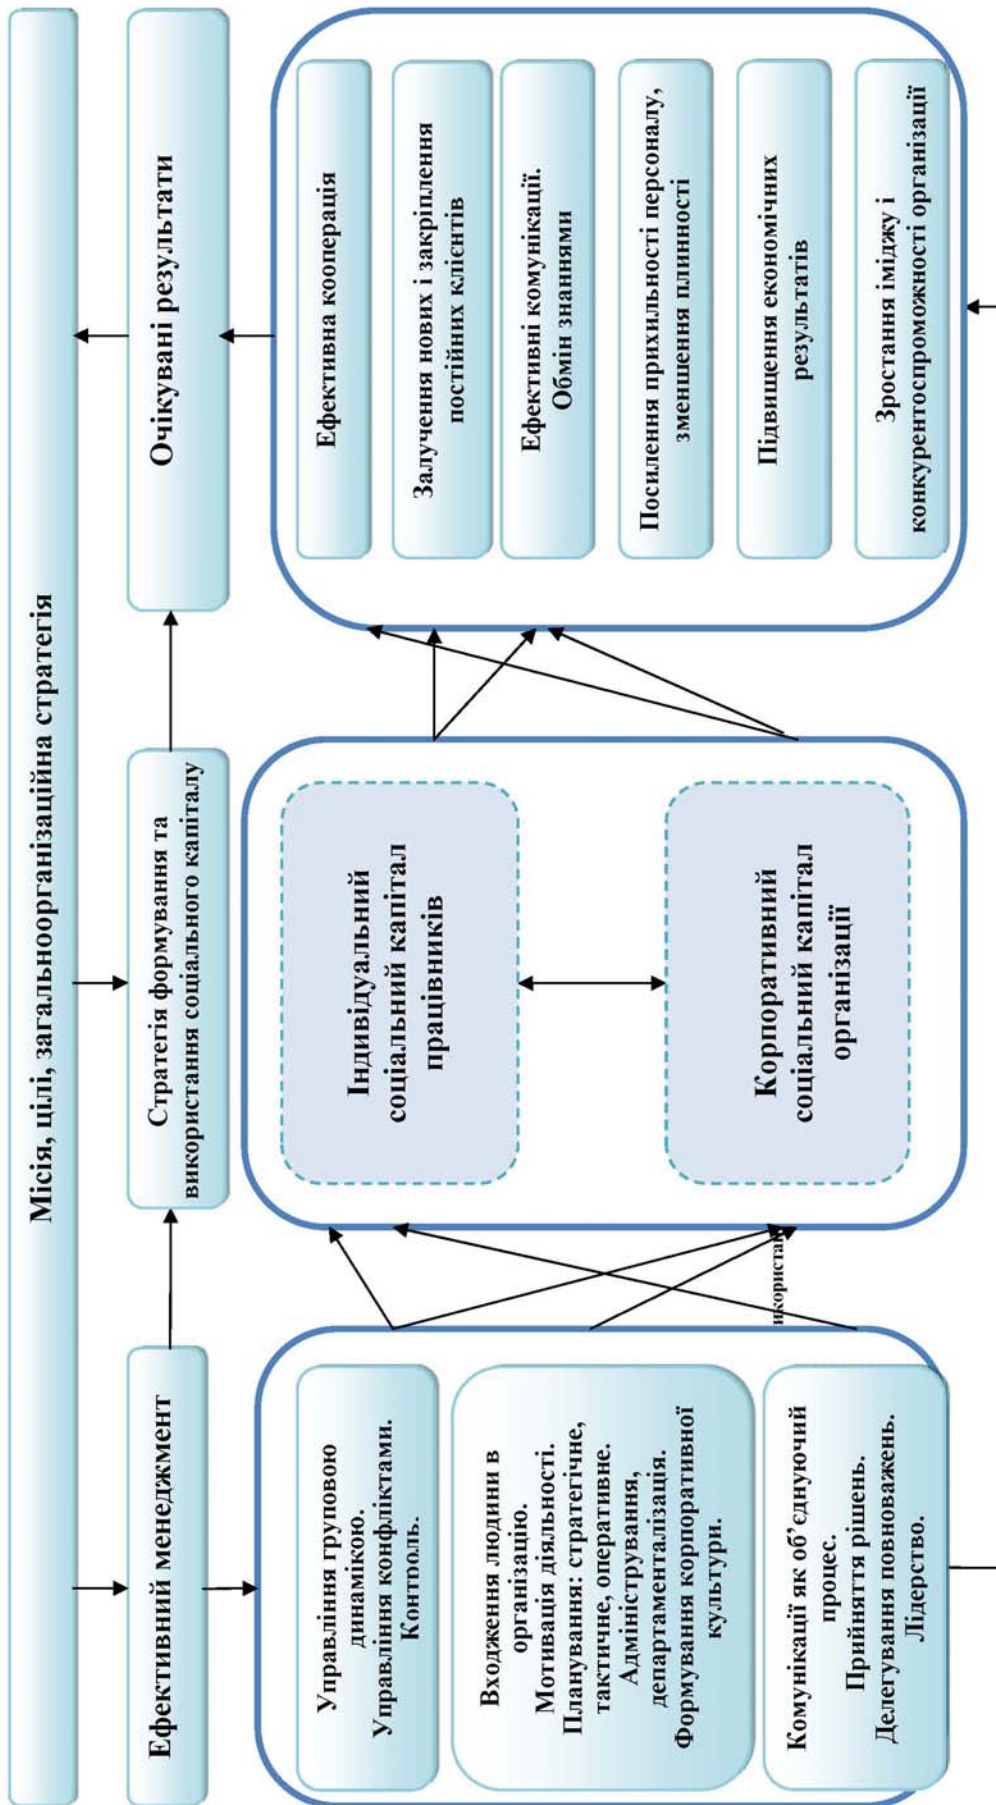 Місія, цілі, загальноорганізаційна стратегія
Ефективний менеджмент
Стратегія формування та
використання соціального капіталу
Очікувані результати
Управління груповою
динамікою.
Управління конфліктами.
Контроль.
Входження людини в
організацію.
Мотивація діяльності.
Планування: стратегічне,
тактичне, оперативне.
Адміністрування,
департаменталізація.
Формування корпоративної
культури.
Комунікації як об’єднуючий
процес.
Прийняття рішень.
Делегування повноважень.
Лідерство.
икориста
Індивідуальний
соціальний капітал
працівників
Корпоративний
соціальний капітал
організації
Ефективна кооперація
Залучення нових і закріплення
постійних клієнтів
Ефективні комунікації.
Обмін знаннями
Посилення прихильності персоналу,
зменшення плинності
Підвищення економічних
результатів
Зростання іміджу і
конкурентоспроможності організації